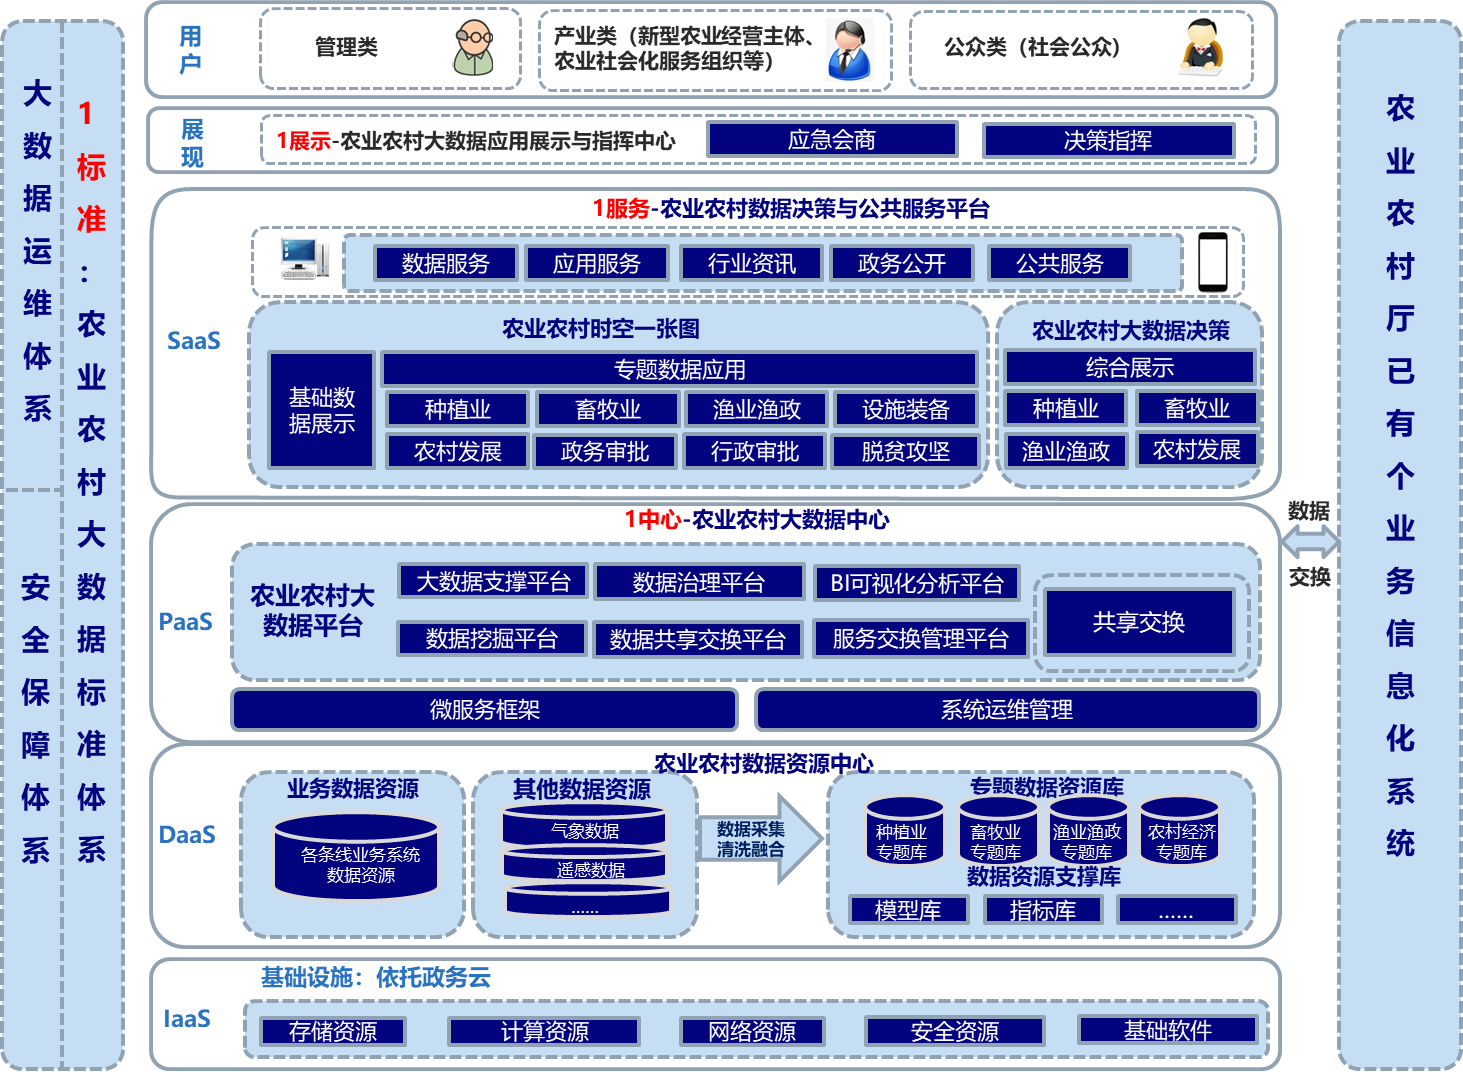 大数据运维体系
安全保障体系
1标准：农业农村大数据标准体系
用户
管理类
产业类（新型农业经营主体、
农业社会化服务组织等）
公众类（社会公众）
展现
1展示-农业农村大数据应用展示与指挥中心
应急会商
决策指挥
SaaS
1服务-农业农村数据决策与公共服务平台
数据服务
应用服务
行业资讯
政务公开
公共服务
农业农村时空一张图
基础数
据展示
专题数据应用
种植业
畜牧业
渔业渔政
设施装备
农村发展
政务审批
行政审批
脱贫攻坚
农业农村大数据决策
综合展示
种植业
畜牧业
渔业渔政
农村发展
PaaS
1中心-农业农村大数据中心
农业农村大
数据平台
大数据支撑平台
数据治理平台
BI可视化分析平台
数据挖掘平台
数据共享交换平台
服务交换管理平台
共享交换
微服务框架
系统运维管理
DaaS
农业农村数据资源中心
业务数据资源
各条线业务系统
数据资源
其他数据资源
气象数据
遥感数据
......
数据采集
清洗融合
专题数据资源库
种植业
专题库
畜牧业
专题库
渔业渔政
专题库
农村经济
专题库
数据资源支撑库
模型库
指标库
......
IaaS
基础设施：依托政务云
存储资源
计算资源
网络资源
安全资源
基础软件
数据
交换
农业农村厅已有个业务信息化系统